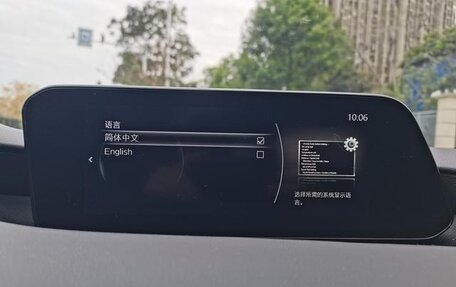 10:06
语言
简体中文
English
选择所需的系统显示语
言。